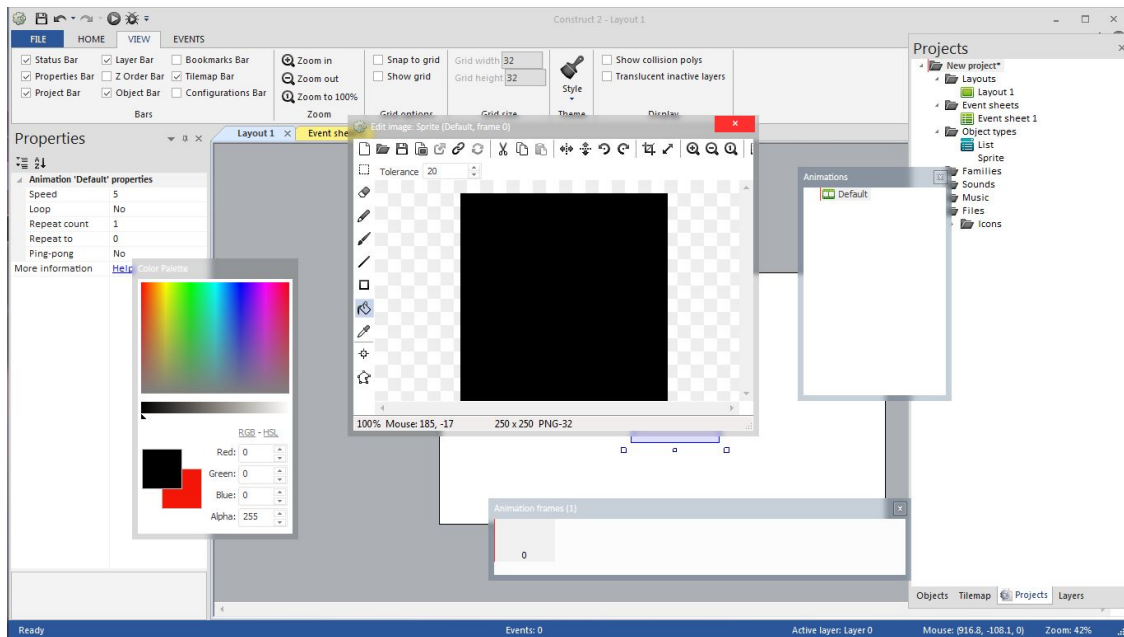 Construct 2 - Layout 1
FILE HOME VIEW EVENTS
Status Bar Layer Bar Bookmarks Bar Zoom in Snap to grid Grid width 32 Show collision polys
Properties Bar Z Order Bar Tilemap Bar Zoom out Show grid Grid height 32 Translucent inactive layers
Project Bar Object Bar Configurations Bar Zoom to 100% Style
Bars Zoom Grid options Grid size Theme Display
Properties
Layout 1 Event she
Animation 'Default' properties
Speed 5
Loop No
Repeat count 1
Repeat to 0
Ping-pong No
More information Help
Color Palette
RGB - HSL
Red: 0
Green: 0
Blue: 0
Alpha: 255
Edit image: Sprite (Default, frame 0)
Tolerance 20
100% Mouse: 185, -17 250 x 250 PNG-32
Animations
Default
Animation frames (1)
0
Projects
New project*
Layouts
Layout 1
Event sheets
Event sheet 1
Object types
List
Sprite
Families
Sounds
Music
Files
Icons
Objects Tilemap Projects Layers
Ready Events: 0 Active layer: Layer 0 Mouse: (916.8, -108.1, 0) Zoom: 42%